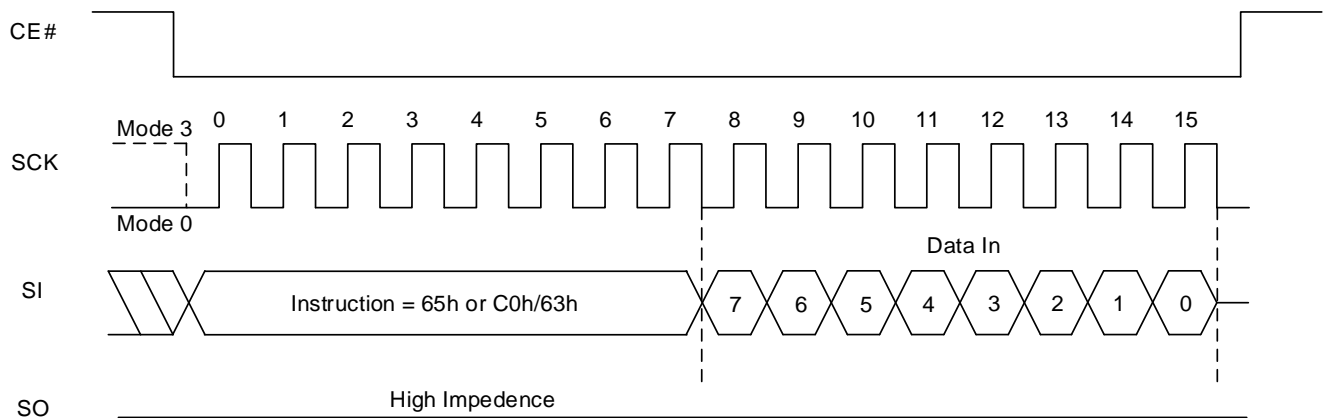 CE#
Mode 3
0 1 2 3 4 5 6 7 8 9 10 11 12 13 14 15
SCK
Mode 0
Data In
SI
Instruction = 65h or C0h/63h
7 6 5 4 3 2 1 0
High Impedence
SO